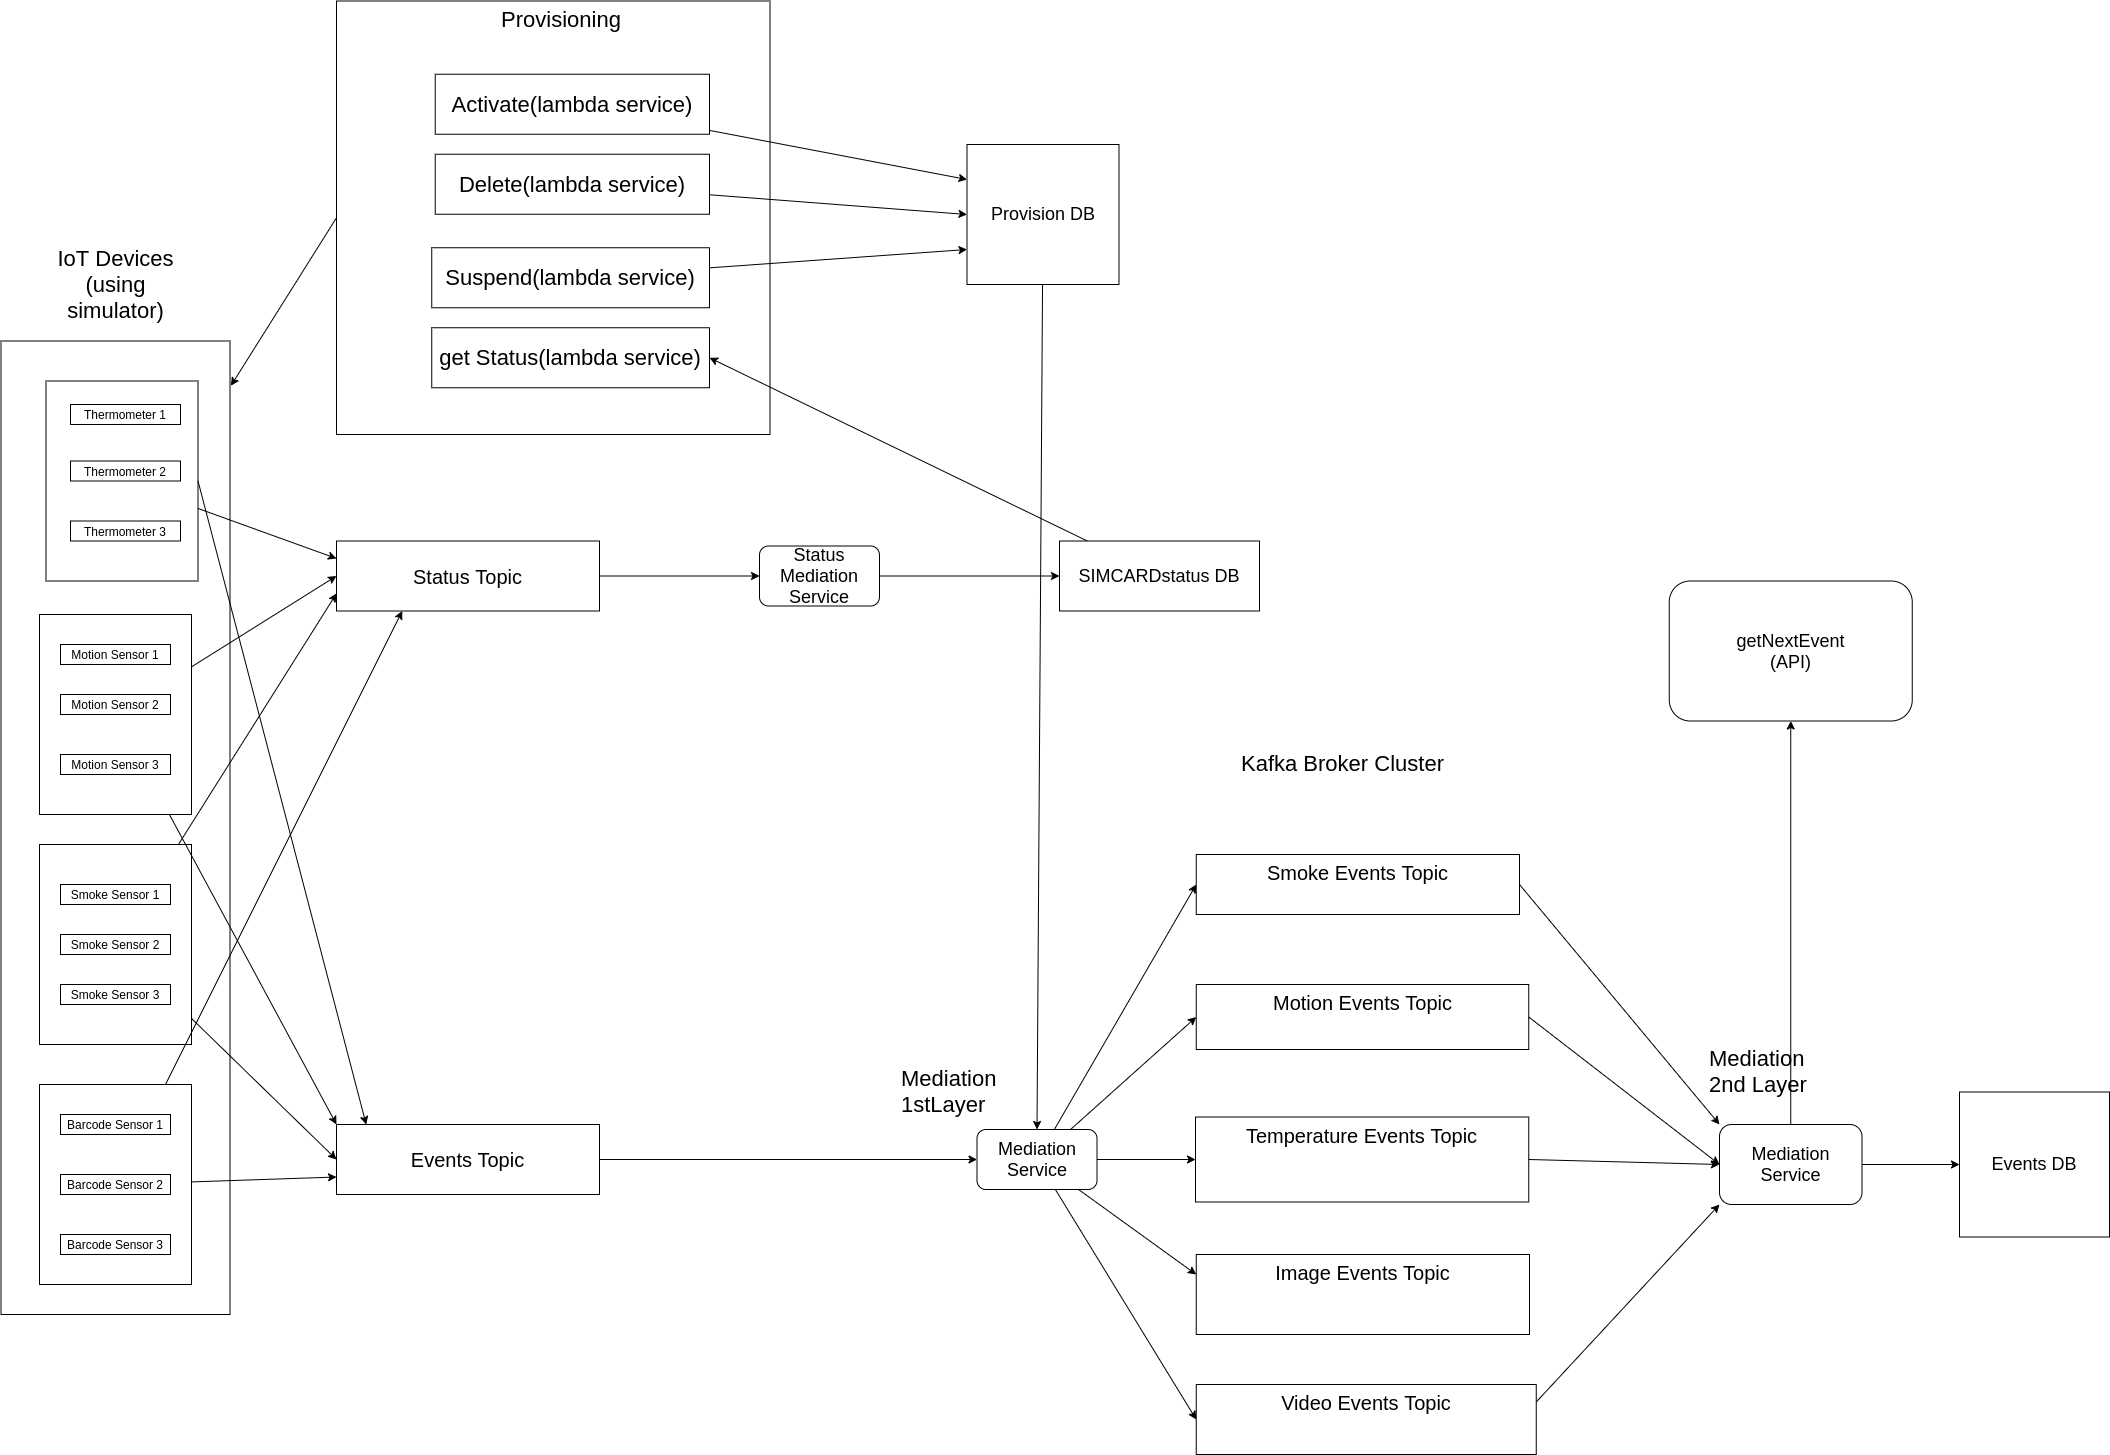 Provisioning
Activate(lambda service)
Delete(lambda service)
Suspend(lambda service)
get Status(lambda service)
Provision DB
IoT Devices
(using
simulator)
Thermometer 1
Thermometer 2
Thermometer 3
Motion Sensor 1
Motion Sensor 2
Motion Sensor 3
Smoke Sensor 1
Smoke Sensor 2
Smoke Sensor 3
Barcode Sensor 1
Barcode Sensor 2
Barcode Sensor 3
Status Topic
Status
Mediation
Service
SIMCARDstatus DB
Events Topic
Mediation
1stLayer
Mediation
Service
Kafka Broker Cluster
Smoke Events Topic
Motion Events Topic
Temperature Events Topic
Image Events Topic
Video Events Topic
getNextEvent
(API)
Mediation
2nd Layer
Mediation
Service
Events DB